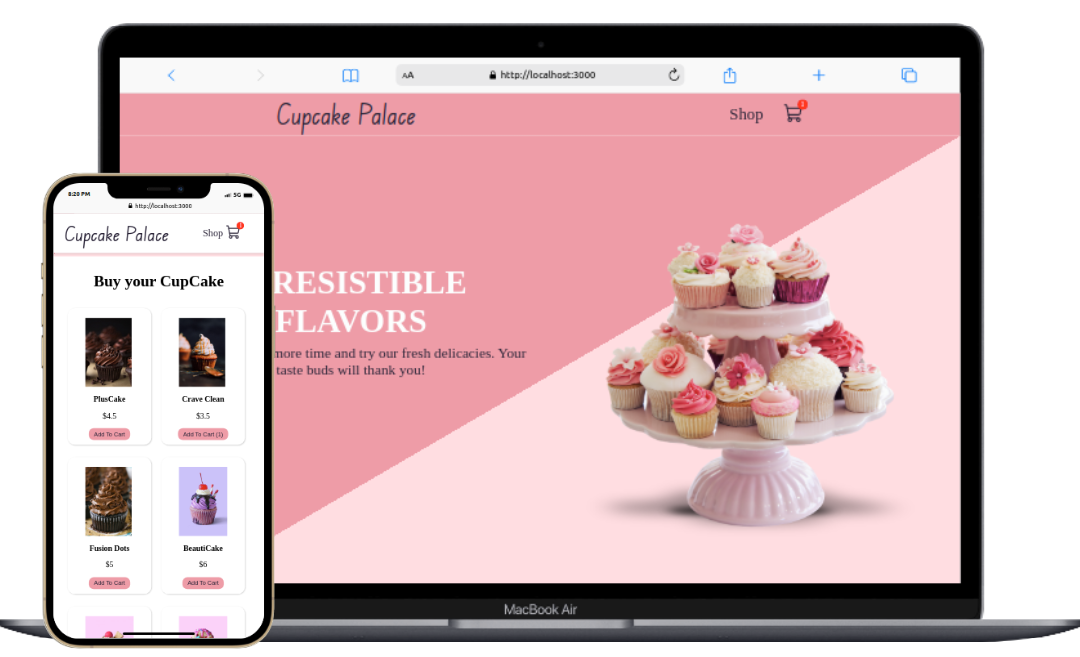 AA http://localhost:3000
Cupcake Palace Shop 1
RESISTIBLE
FLAVORS
more time and try our fresh delicacies. Your
taste buds will thank you!
MacBook Air
8:20 PM 5G
http://localhost:3000
Cupcake Palace Shop 1
Buy your CupCake
PlusCake Crave Clean
$4.5 $3.5
Add To Cart Add To Cart (1)
Fusion Dots BeautiCake
$5 $6
Add To Cart Add To Cart